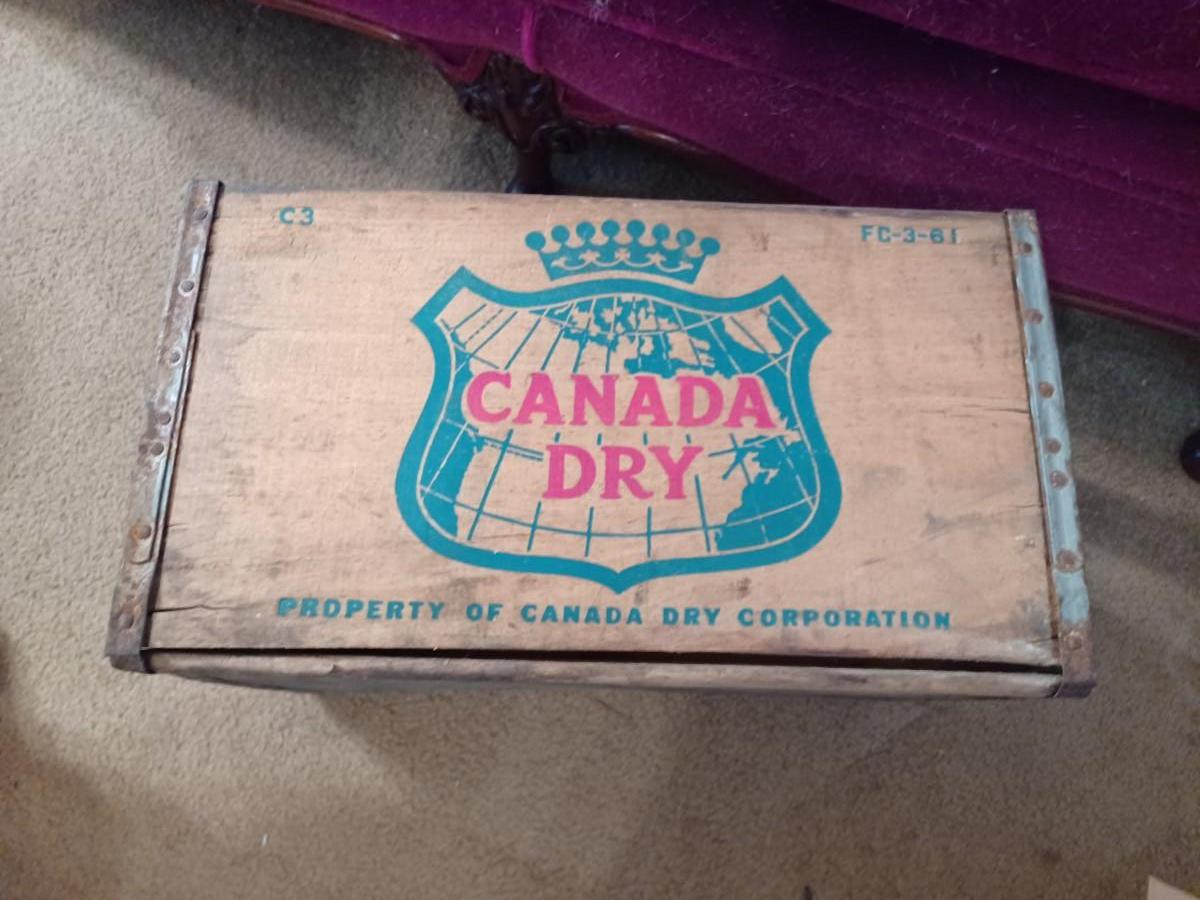 C3
FC-3-61
CANADA
DRY
PROPERTY OF CANADA DRY CORPORATION